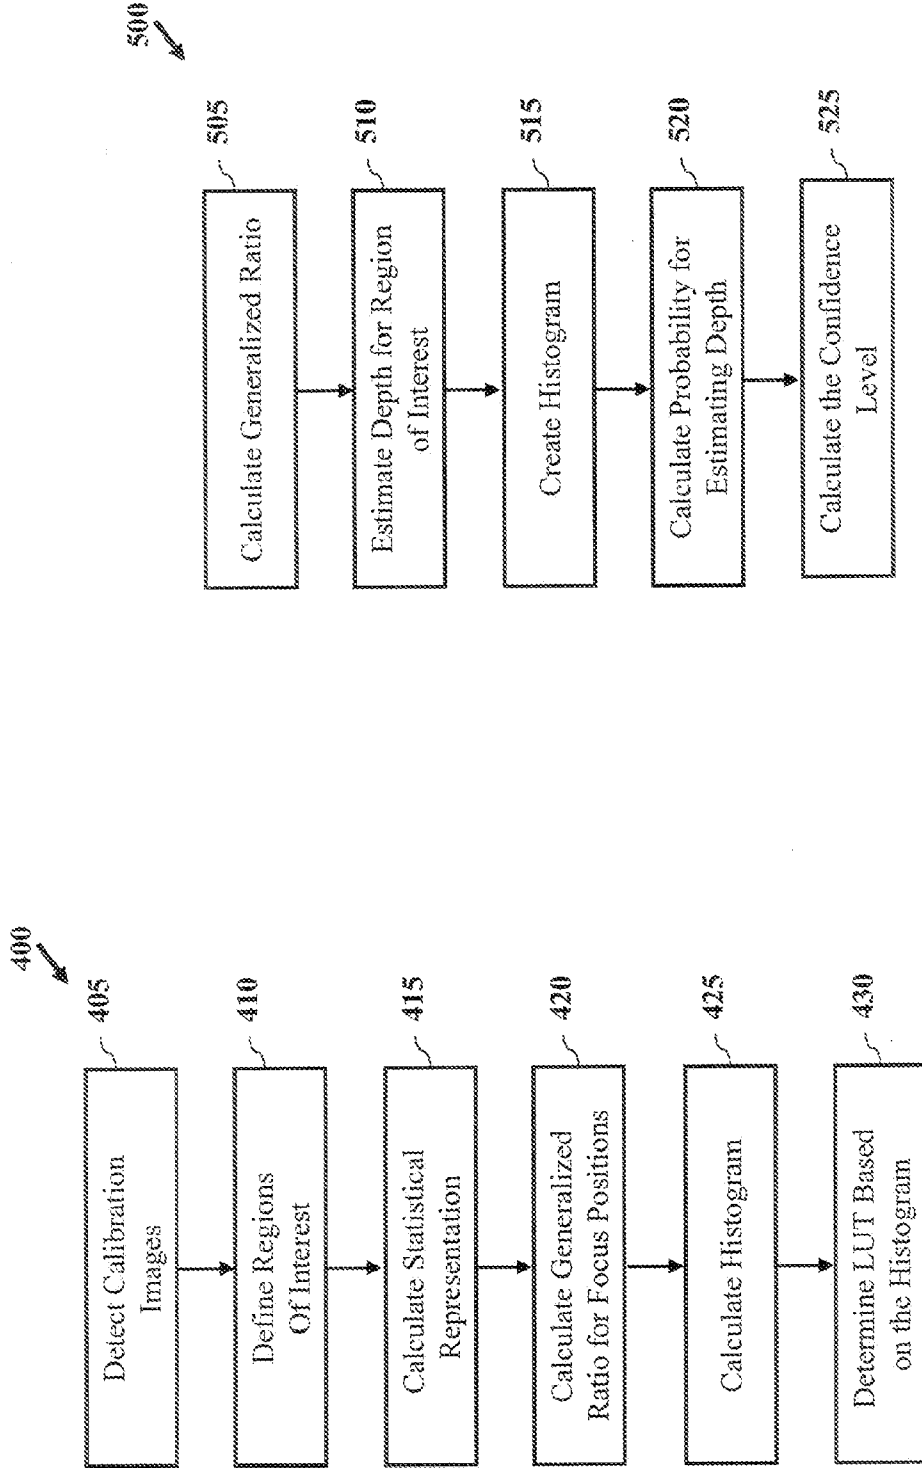 400
405
Detect Calibration
Images
410
Define Regions
Of Interest
415
Calculate Statistical
Representation
420
Calculate Generalized
Ratio for Focus Positions
425
Calculate Histogram
430
Determine LUT Based
on the Histogram
500
505
Calculate Generalized Ratio
510
Estimate Depth for Region
of Interest
515
Create Histogram
520
Calculate Probability for
Estimating Depth
525
Calculate the Confidence
Level